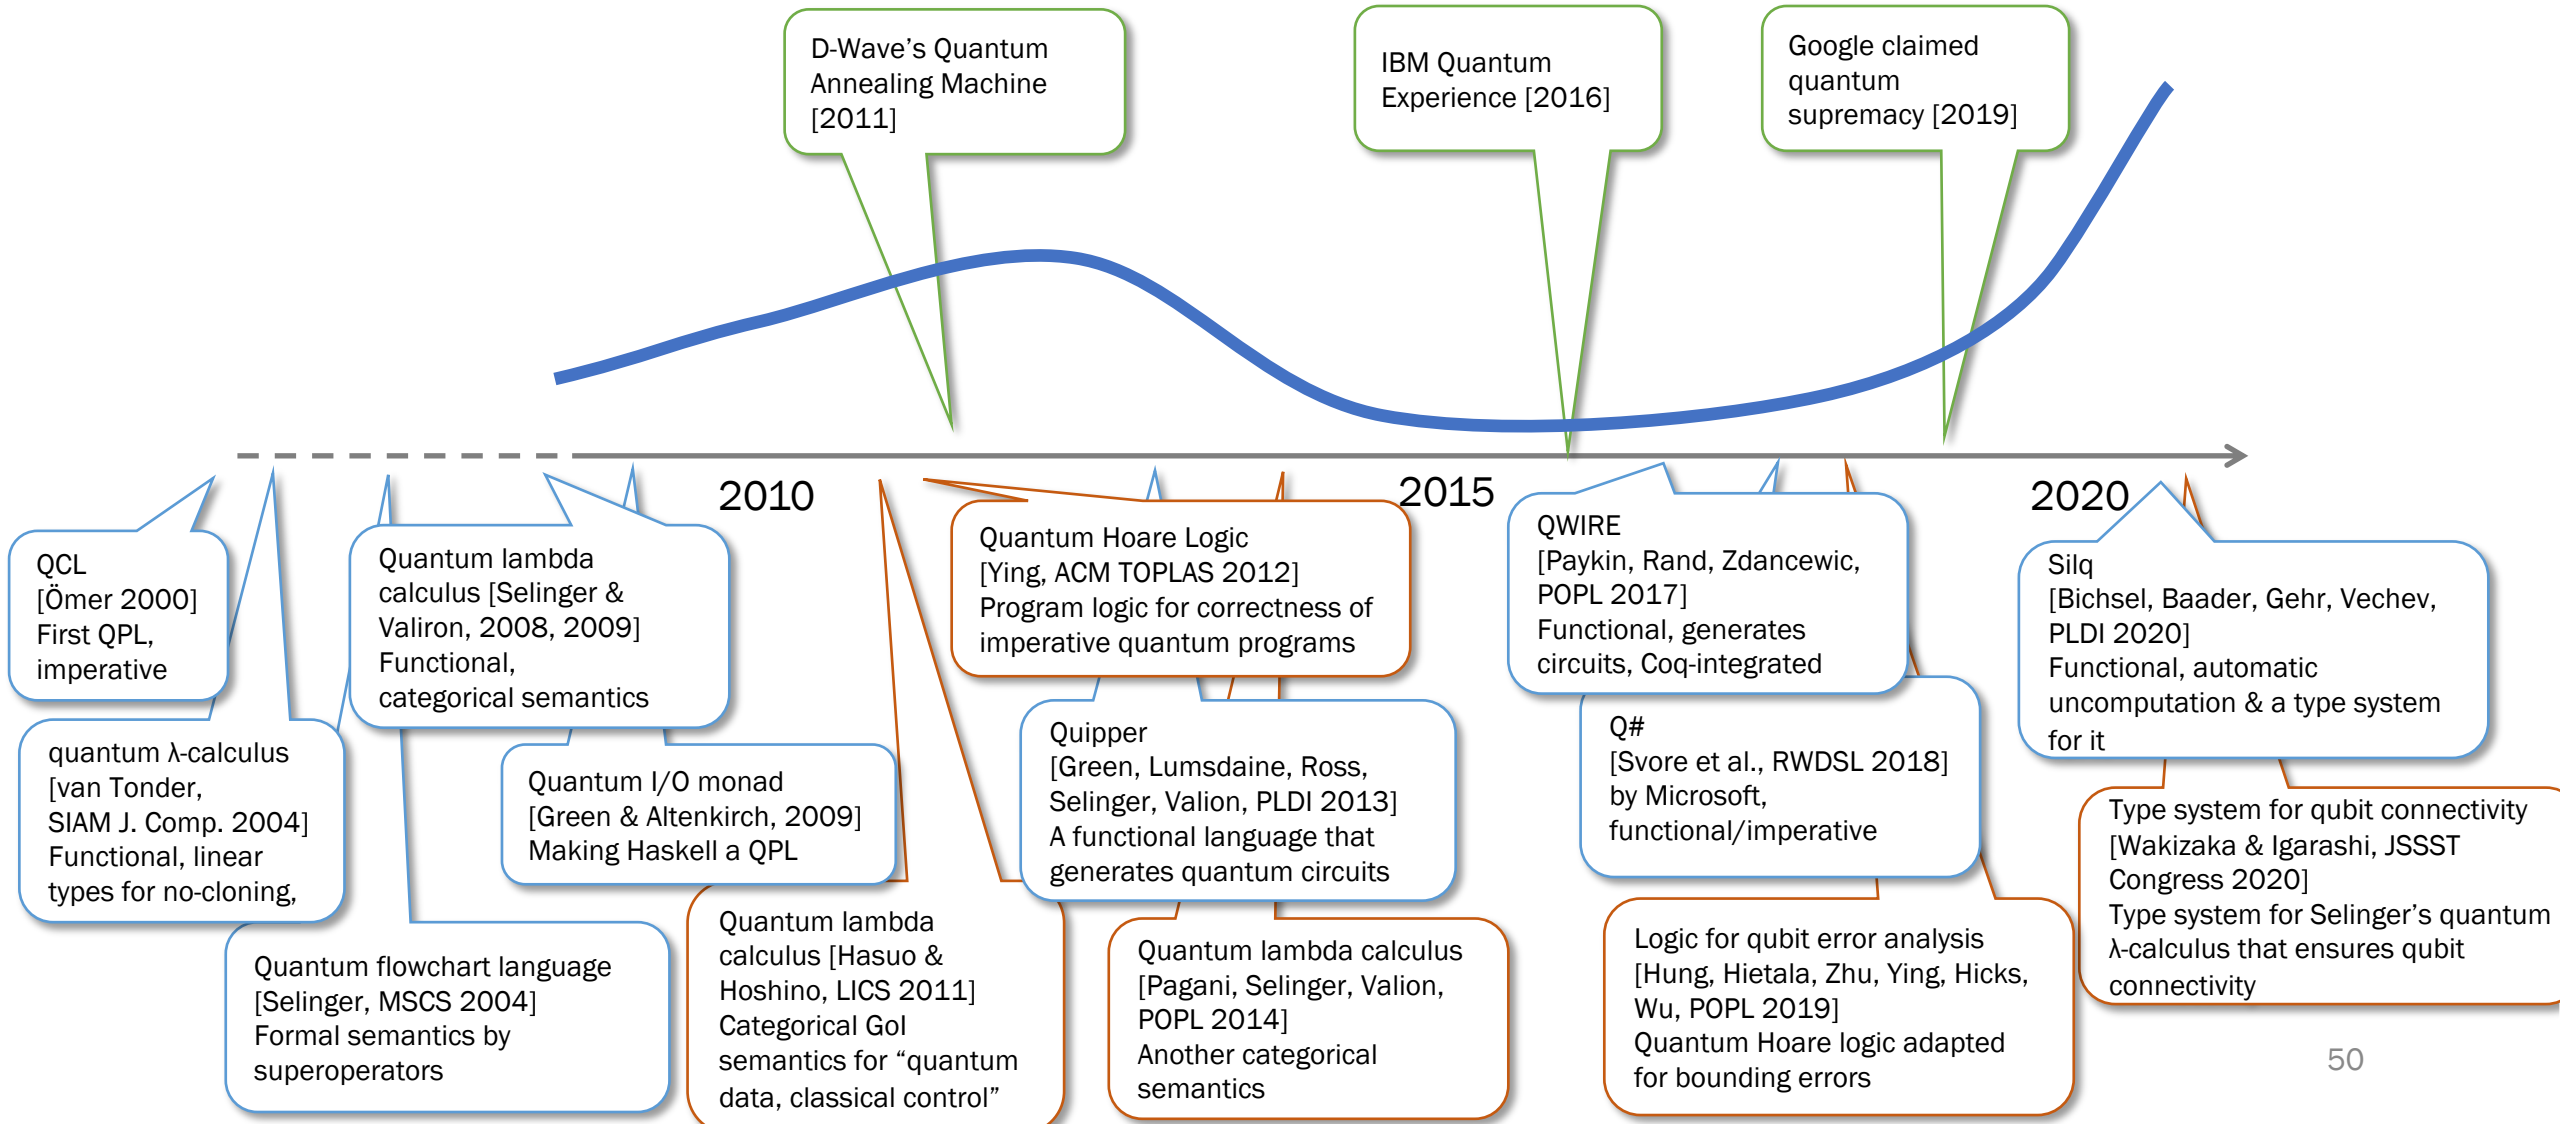 D-Wave’s Quantum
Annealing Machine
[2011]
IBM Quantum
Experience [2016]
Google claimed
quantum
supremacy [2019]
2010
2015
2020
QCL
[Ömer 2000]
First QPL,
imperative
quantum λ-calculus
[van Tonder,
SIAM J. Comp. 2004]
Functional, linear
types for no-cloning,
Quantum flowchart language
[Selinger, MSCS 2004]
Formal semantics by
superoperators
Quantum lambda
calculus [Selinger &
Valiron, 2008, 2009]
Functional,
categorical semantics
Quantum I/O monad
[Green & Altenkirch, 2009]
Making Haskell a QPL
Quantum lambda
calculus [Hasuo &
Hoshino, LICS 2011]
Categorical GoI
semantics for “quantum
data, classical control”
Quantum Hoare Logic
[Ying, ACM TOPLAS 2012]
Program logic for correctness of
imperative quantum programs
Quipper
[Green, Lumsdaine, Ross,
Selinger, Valion, PLDI 2013]
A functional language that
generates quantum circuits
Quantum lambda calculus
[Pagani, Selinger, Valion,
POPL 2014]
Another categorical
semantics
QWIRE
[Paykin, Rand, Zdancewic,
POPL 2017]
Functional, generates
circuits, Coq-integrated
Q#
[Svore et al., RWDSL 2018]
by Microsoft,
functional/imperative
Logic for qubit error analysis
[Hung, Hietala, Zhu, Ying, Hicks,
Wu, POPL 2019]
Quantum Hoare logic adapted
for bounding errors
Silq
[Bichsel, Baader, Gehr, Vechev,
PLDI 2020]
Functional, automatic
uncomputation & a type system
for it
Type system for qubit connectivity
[Wakizaka & Igarashi, JSSST
Congress 2020]
Type system for Selinger’s quantum
λ-calculus that ensures qubit
connectivity
50